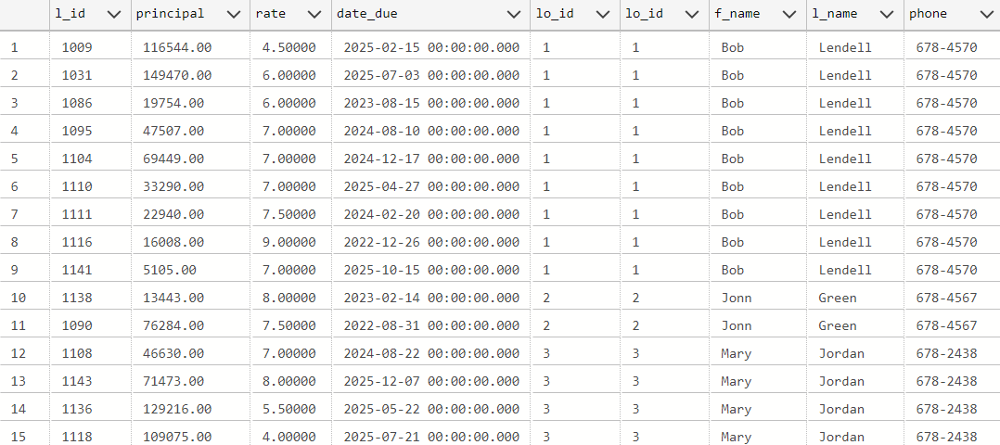 l_id principal rate date_due lo_id lo_id f_name l_name phone
1 1009 116544.00 4.50000 2025-02-15 00:00:00.000 1 1 Bob Lendell 678-4570
2 1031 149470.00 6.00000 2025-07-03 00:00:00.000 1 1 Bob Lendell 678-4570
3 1086 19754.00 6.00000 2023-08-15 00:00:00.000 1 1 Bob Lendell 678-4570
4 1095 47507.00 7.00000 2024-08-10 00:00:00.000 1 1 Bob Lendell 678-4570
5 1104 69449.00 7.00000 2024-12-17 00:00:00.000 1 1 Bob Lendell 678-4570
6 1110 33290.00 7.00000 2025-04-27 00:00:00.000 1 1 Bob Lendell 678-4570
7 1111 22940.00 7.50000 2024-02-20 00:00:00.000 1 1 Bob Lendell 678-4570
8 1116 16008.00 9.00000 2022-12-26 00:00:00.000 1 1 Bob Lendell 678-4570
9 1141 5105.00 7.00000 2025-10-15 00:00:00.000 1 1 Bob Lendell 678-4570
10 1138 13443.00 8.00000 2023-02-14 00:00:00.000 2 2 Jonn Green 678-4567
11 1090 76284.00 7.50000 2022-08-31 00:00:00.000 2 2 Jonn Green 678-4567
12 1108 46630.00 7.00000 2024-08-22 00:00:00.000 3 3 Mary Jordan 678-2438
13 1143 71473.00 8.00000 2025-12-07 00:00:00.000 3 3 Mary Jordan 678-2438
14 1136 129216.00 5.50000 2025-05-22 00:00:00.000 3 3 Mary Jordan 678-2438
15 1118 109075.00 4.00000 2025-07-21 00:00:00.000 3 3 Mary Jordan 678-2438